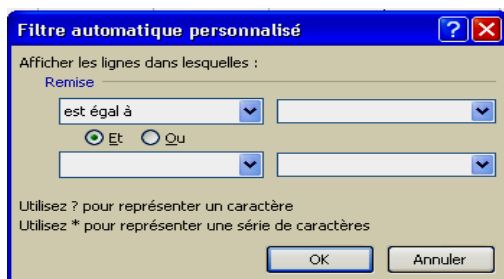 Filtre automatique personnalisé
Afficher les lignes dans lesquelles :
Remise
est égal à
Et Ou
Utilisez ? pour représenter un caractère
Utilisez * pour représenter une série de caractères
OK Annuler